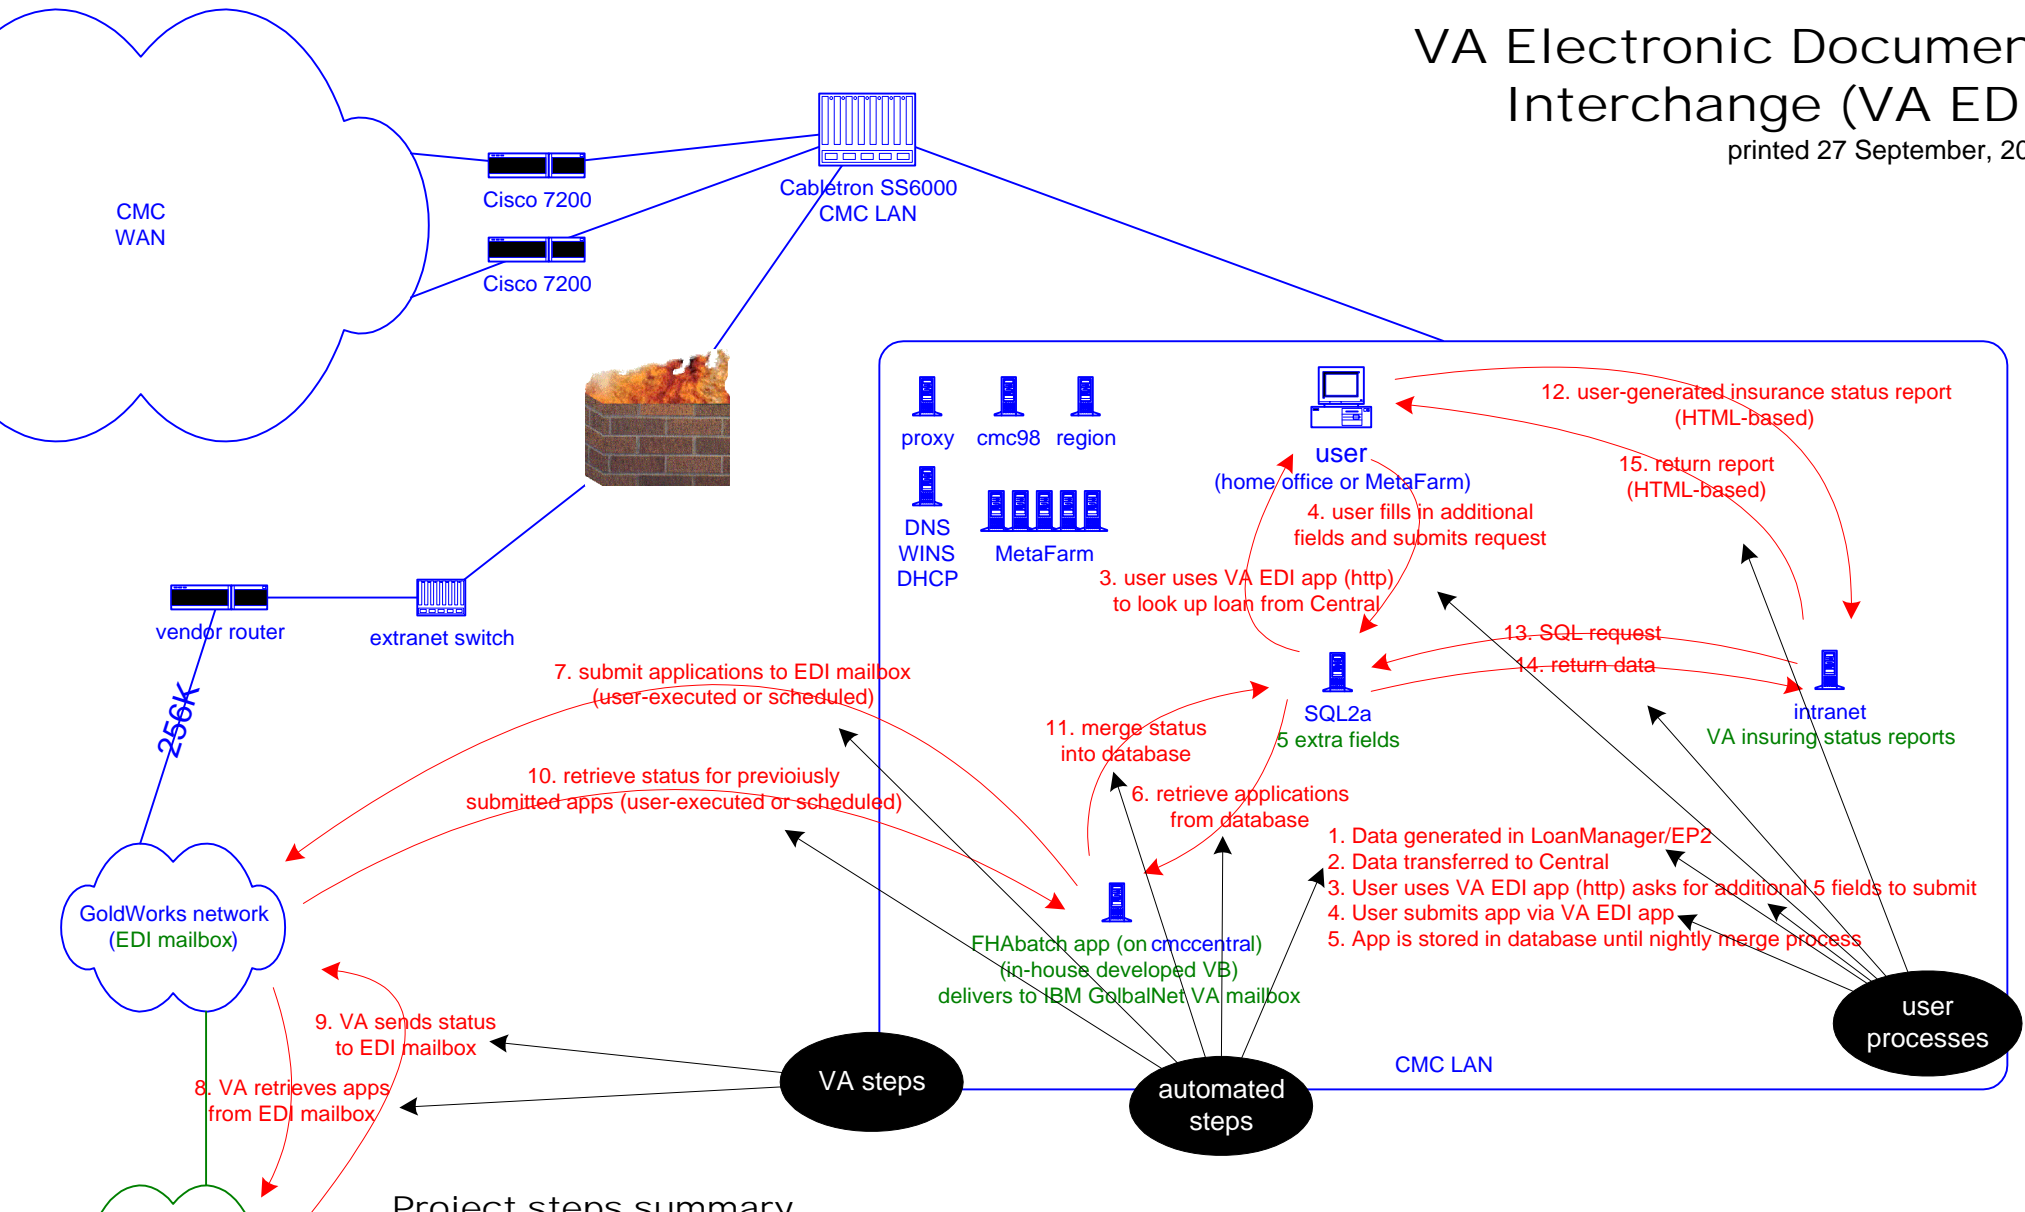 VA Electronic Documen
Interchange (VA ED
printed 27 September, 20
CMC
WAN
Cisco 7200
Cisco 7200
Cabletron SS6000
CMC LAN
proxy
cmc98
region
DNS
WINS
DHCP
MetaFarm
user
(home office or MetaFarm)
12. user-generated insurance status report
(HTML-based)
15. return report
(HTML-based)
4. user fills in additional
fields and submits request
3. user uses VA EDI app (http)
to look up loan from Central
vendor router
extranet switch
256K
7. submit applications to EDI mailbox
(user-executed or scheduled)
13. SQL request
14. return data
SQL2a
5 extra fields
intranet
VA insuring status reports
11. merge status
into database
10. retrieve status for previoiusly
submitted apps (user-executed or scheduled)
6. retrieve applications
from database
1. Data generated in LoanManager/EP2
2. Data transferred to Central
3. User uses VA EDI app (http) asks for additional 5 fields to submit
4. User submits app via VA EDI app
5. App is stored in database until nightly merge process
GoldWorks network
(EDI mailbox)
FHAbatch app (on cmccentral)
(in-house developed VB)
delivers to IBM GolbalNet VA mailbox
9. VA sends status
to EDI mailbox
8. VA retrieves apps
from EDI mailbox
VA steps
automated
steps
user
processes
CMC LAN
Project steps summary